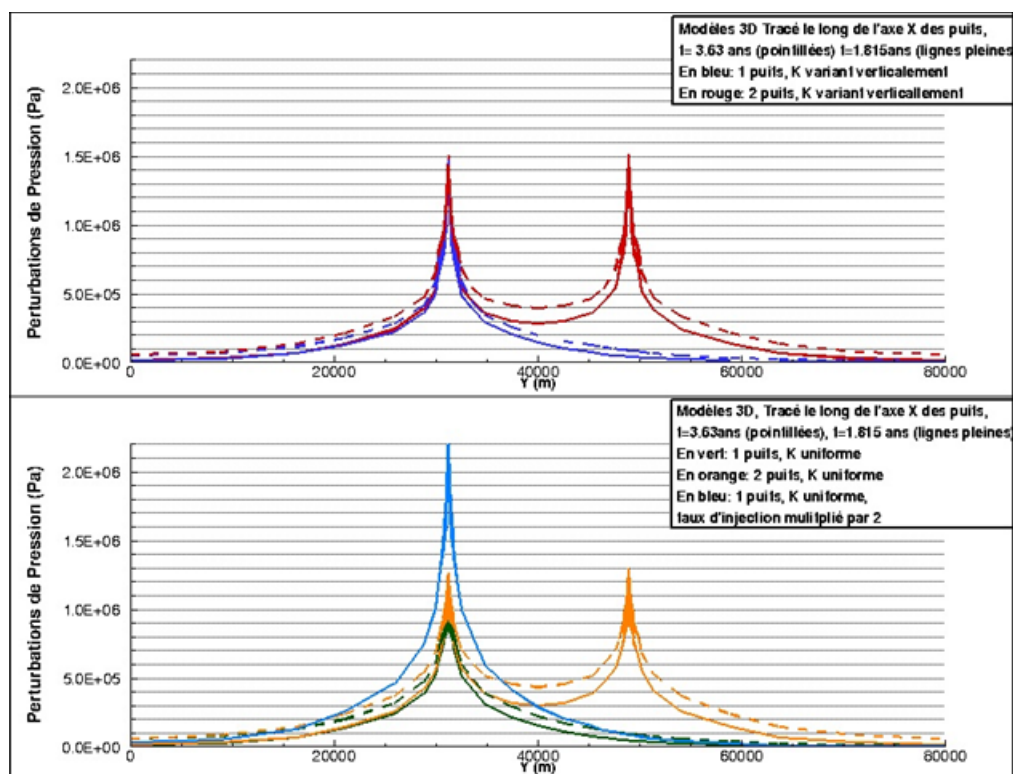 Modèles 3D Tracé le long de l'axe X des puits,
t= 3.63 ans (pointillées) t=1.815ans (lignes pleines
En bleu: 1 puits, K variant verticalement
En rouge: 2 puits, K variant verticallement
Perturbations de Pression (Pa)
2.0E+06
1.5E+06
1.0E+06
5.0E+05
0.0E+00
0
20000
40000
60000
80000
Y (m)
Modèles 3D, Tracé le long de l'axe X des puits,
t=3.63ans (pointillées), t=1.815 ans (lignes pleines)
En vert: 1 puits, K uniforme
En orange: 2 puits, K uniforme
En bleu: 1 puits, K uniforme,
taux d'injection mulitplié par 2
Perturbations de Pression (Pa)
2.0E+06
1.5E+06
1.0E+06
5.0E+05
0.0E+00
0
20000
40000
60000
80000
Y (m)